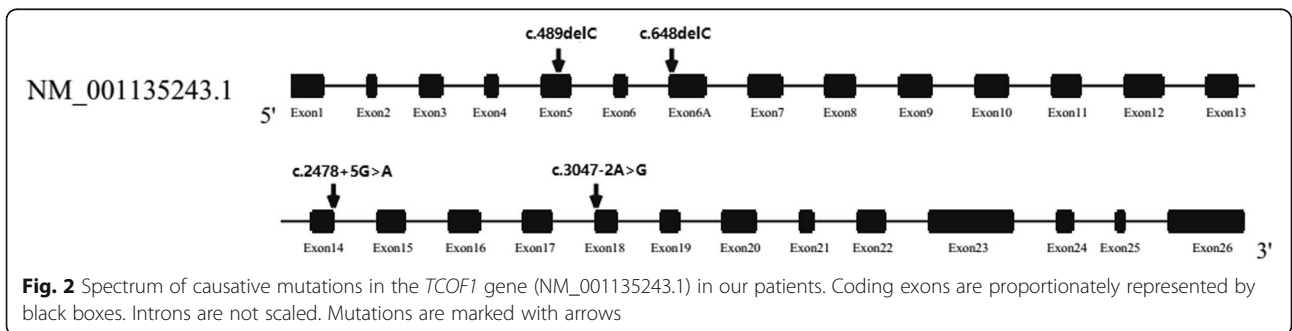 c.489delC c.648delC
NM_001135243.1
5' Exon1 Exon2 Exon3 Exon4 Exon5 Exon6 Exon6A Exon7 Exon8 Exon9 Exon10 Exon11 Exon12 Exon13
c.2478+5G>A c.3047-2A>G
Exon14 Exon15 Exon16 Exon17 Exon18 Exon19 Exon20 Exon21 Exon22 Exon23 Exon24 Exon25 Exon26 3'
Fig. 2 Spectrum of causative mutations in the TCOF1 gene (NM_001135243.1) in our patients. Coding exons are proportionately represented by
black boxes. Introns are not scaled. Mutations are marked with arrows